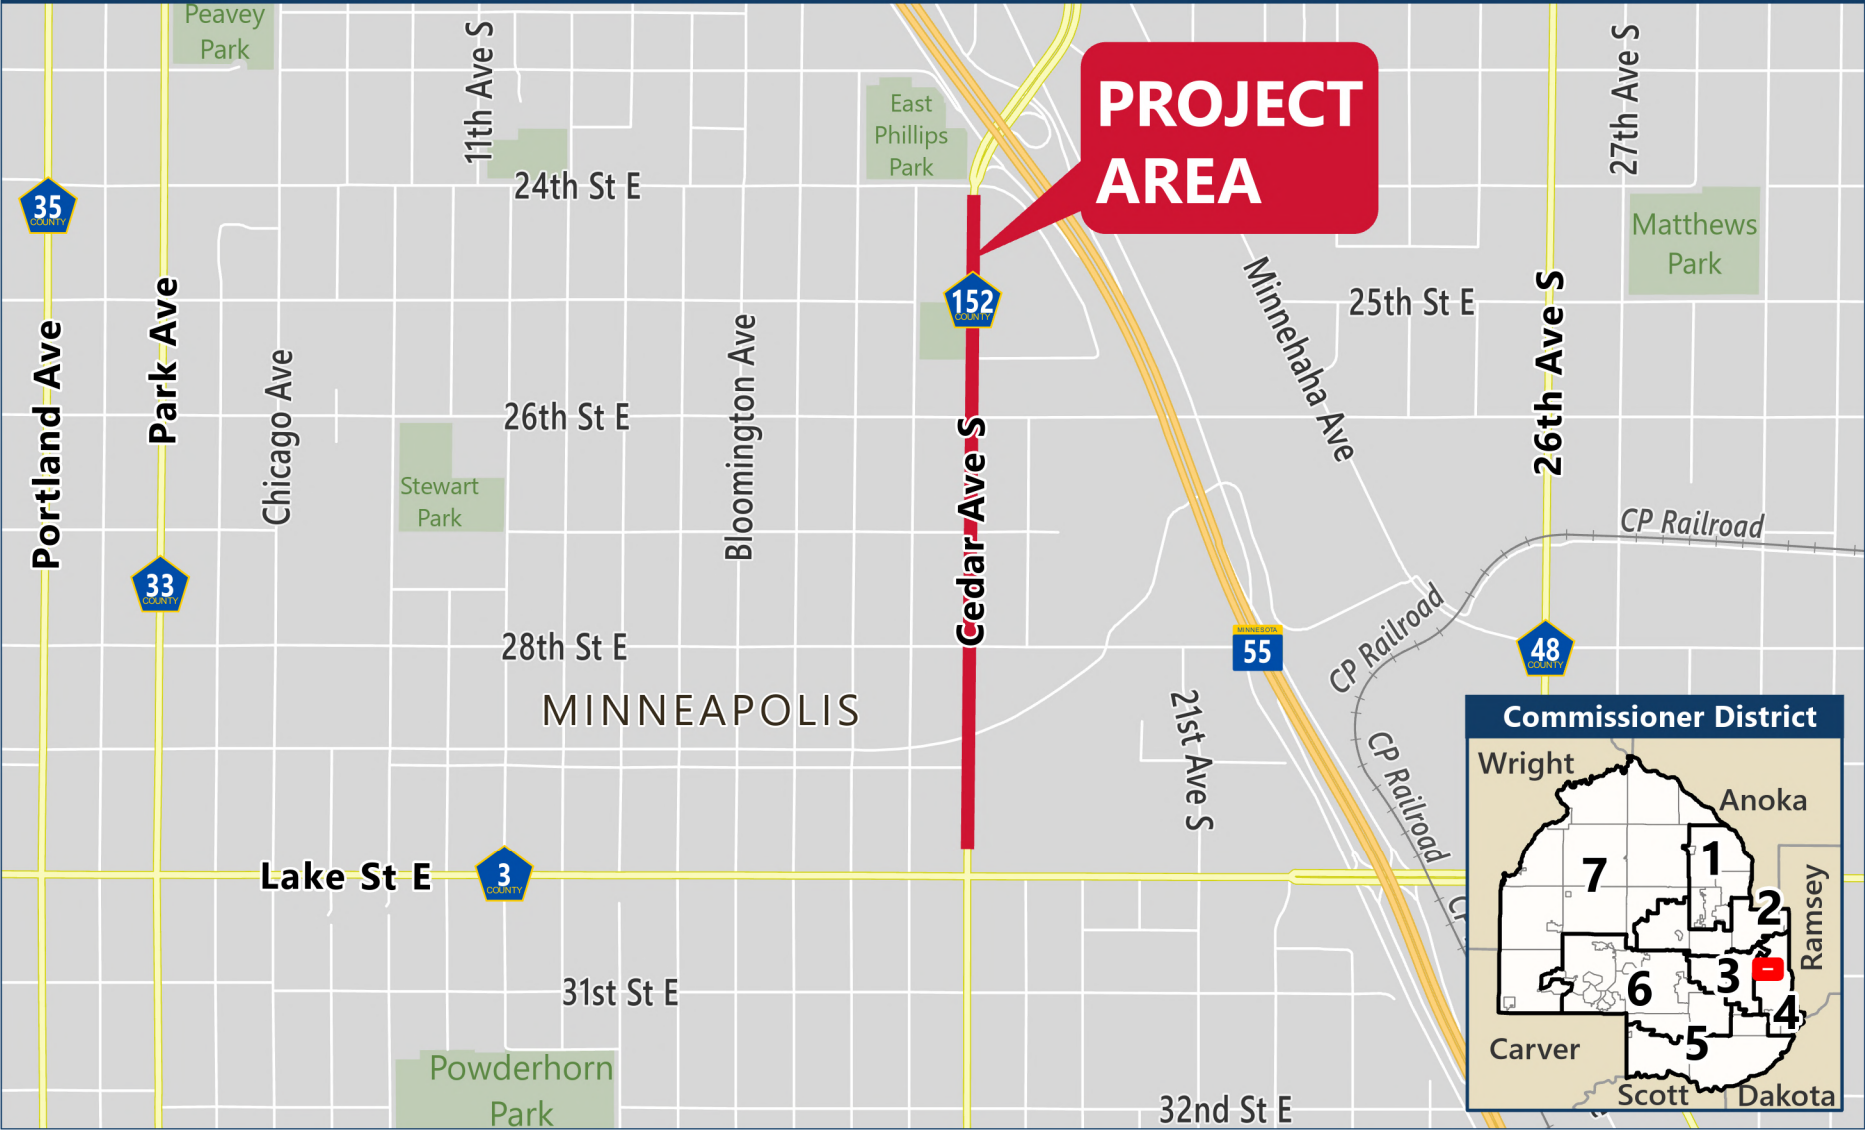 Peavey
Park
11th Ave S
East
Phillips
Park
PROJECT
AREA
27th Ave S
24th St E
35
COUNTY
Matthews
Park
152
COUNTY
25th St E
Minnehaha Ave
26th Ave S
Portland Ave
Park Ave
Chicago Ave
Bloomington Ave
26th St E
Stewart
Park
Cedar Ave S
CP Railroad
33
COUNTY
CP Railroad
28th St E
MINNESOTA
55
48
COUNTY
MINNEAPOLIS
21st Ave S
CP Railroad
Lake St E
3
COUNTY
CP
31st St E
Powderhorn
Park
32nd St E
Commissioner District
Wright
Anoka
7
1
2
Ramsey
3
6
4
5
Carver
Scott
Dakota